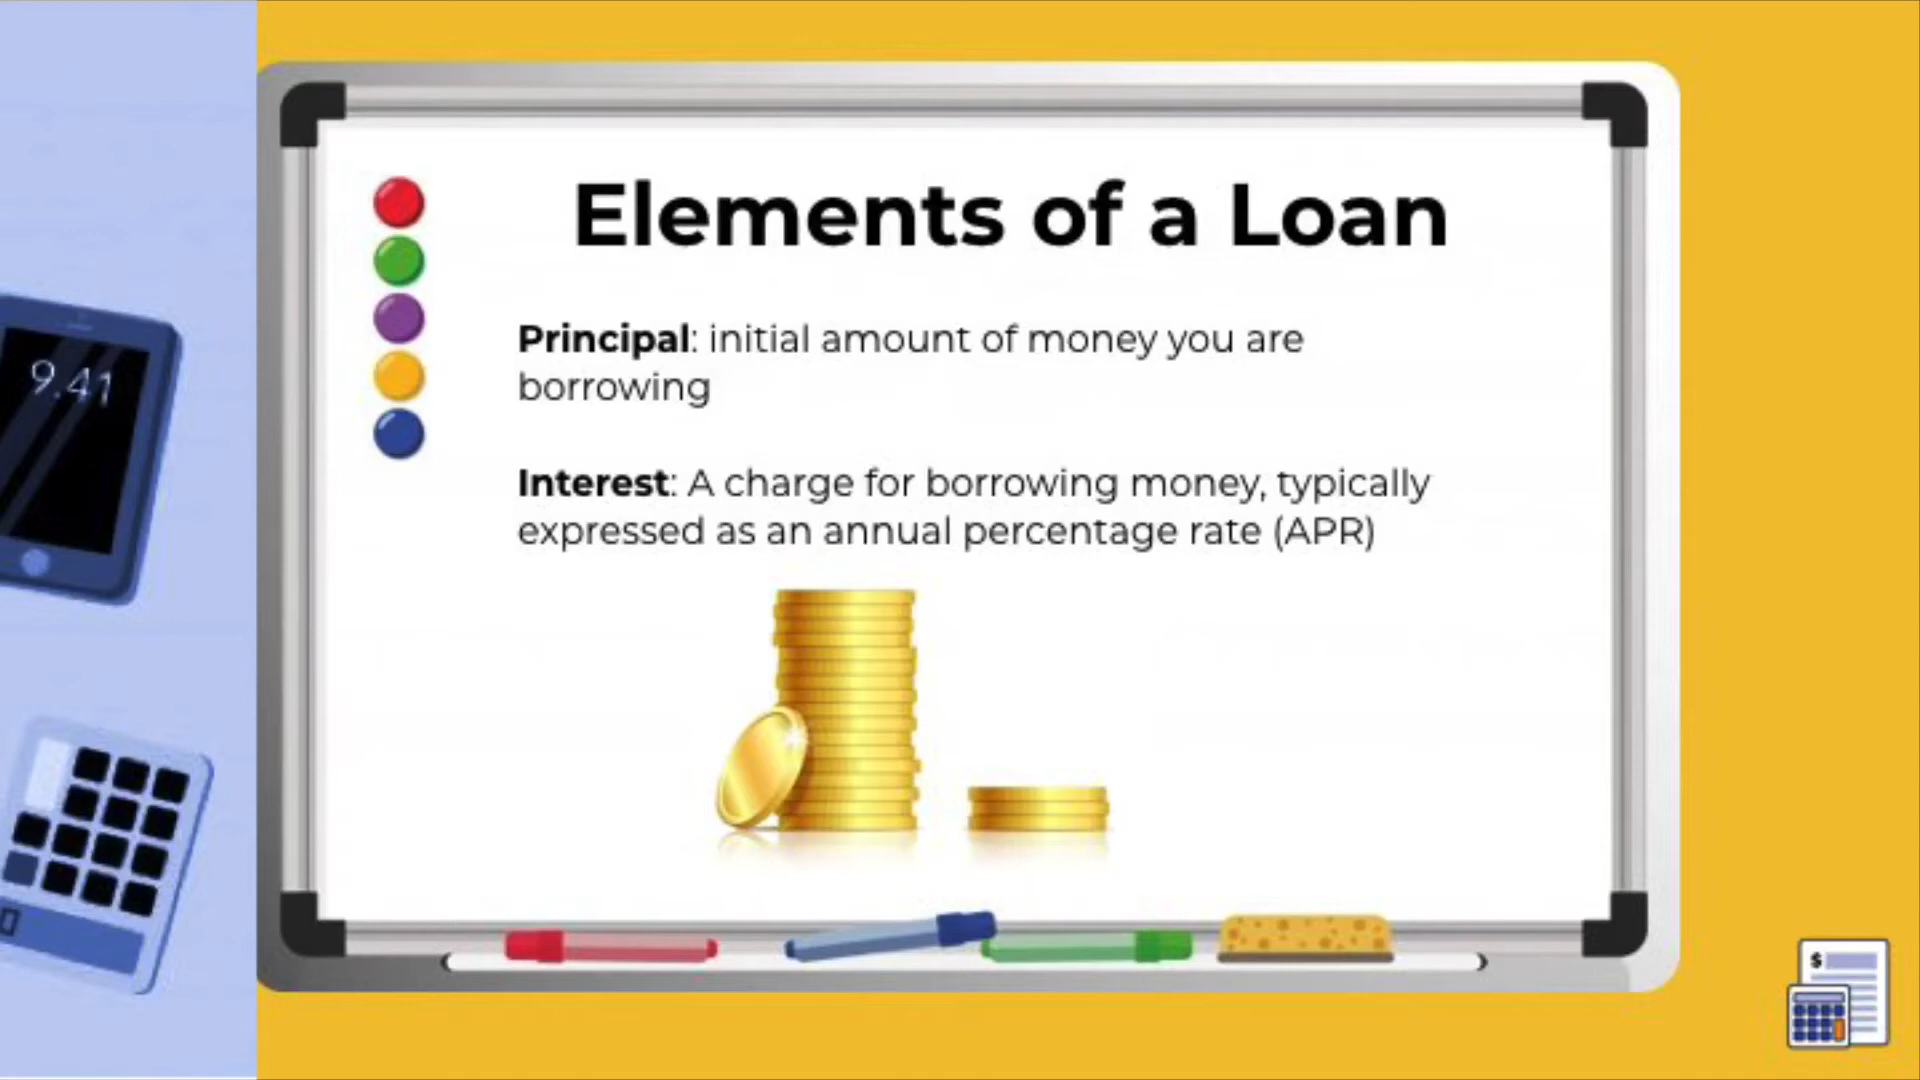 Elements of a Loan
Principal: initial amount of money you are
borrowing
Interest: A charge for borrowing money, typically
expressed as an annual percentage rate (APR)
9.41
0
$